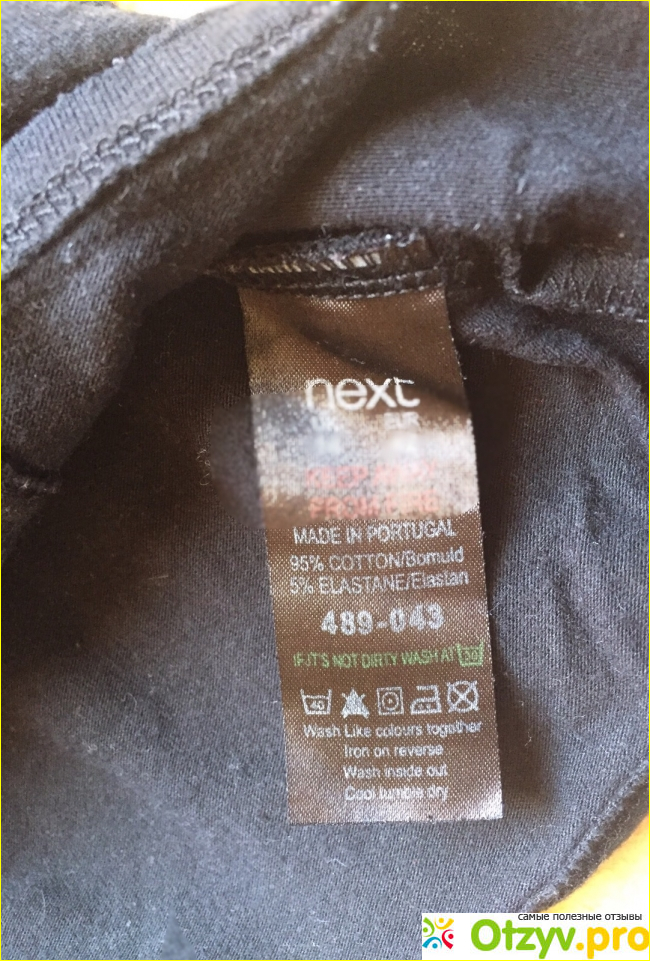 next
MADE IN PORTUGAL
95% COTTON/Bomuld
5% ELASTANE/Elastan
489-043
IF IT'S NOT DIRTY WASH AT 30
40
Wash Like colours together
Iron on reverse
Wash inside out
Cool tumble dry
самые полезные отзывы
Otzyv.pro